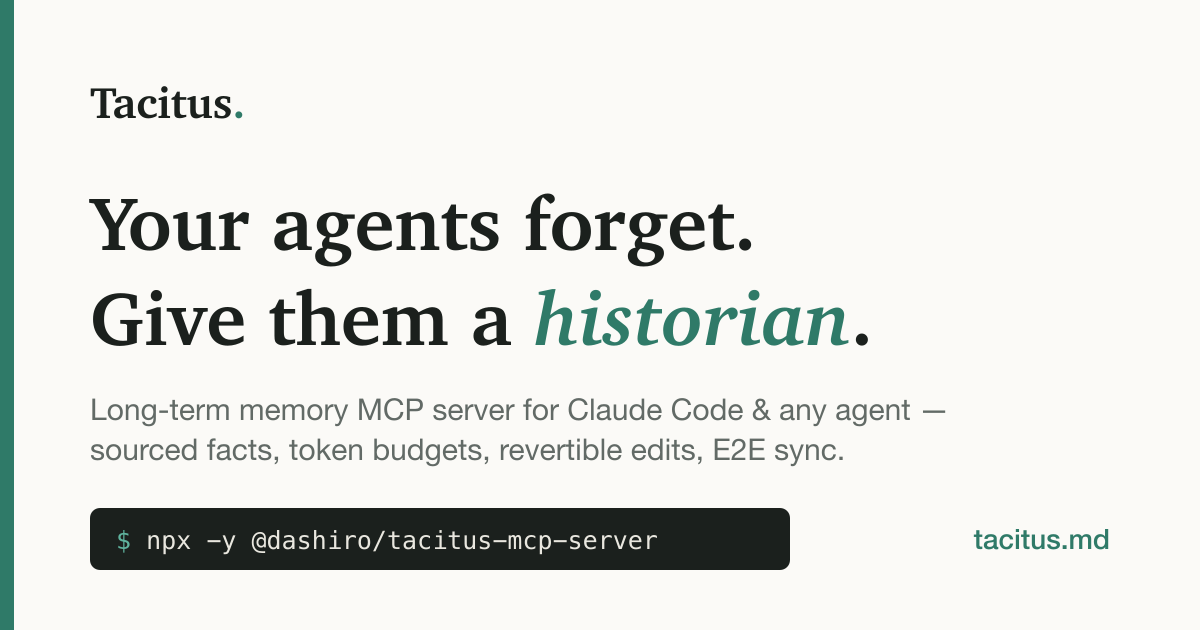 Tacitus.
Your agents forget.
Give them a historian.
Long-term memory MCP server for Claude Code & any agent —
sourced facts, token budgets, revertible edits, E2E sync.
$ npx -y @dashiro/tacitus-mcp-server
tacitus.md